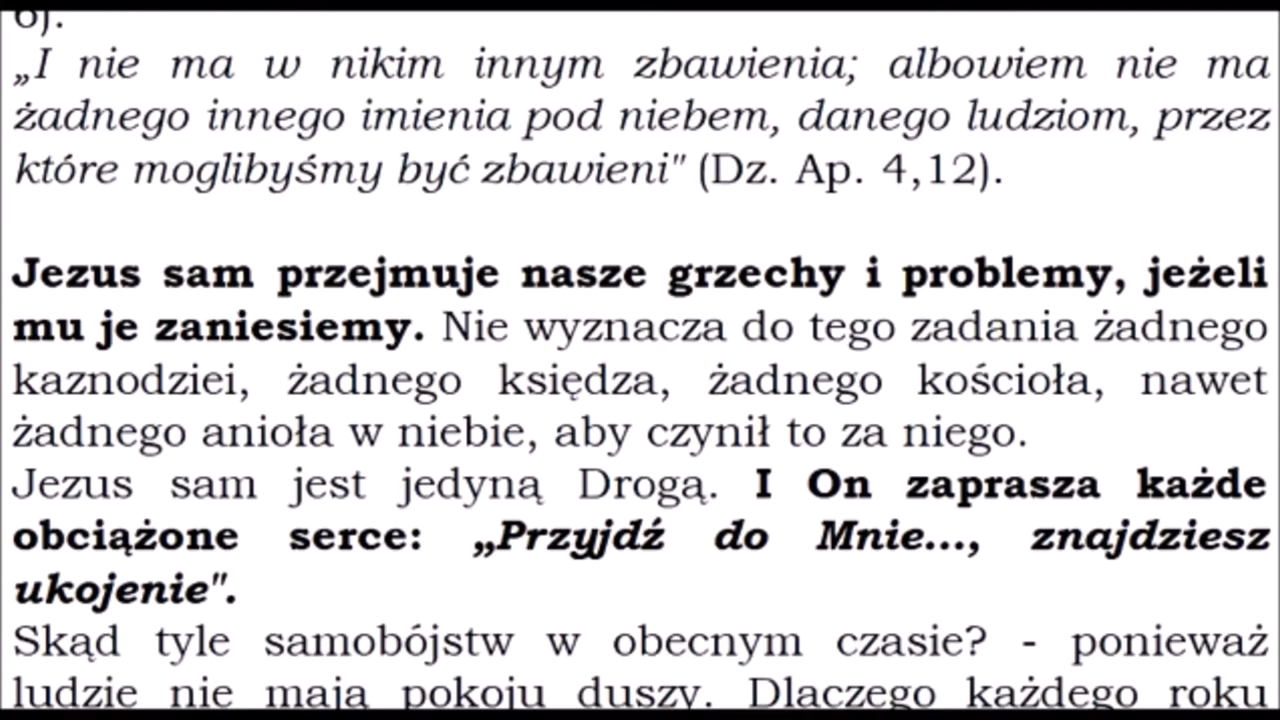 6).
„I nie ma w nikim innym zbawienia; albowiem nie ma
żadnego innego imienia pod niebem, danego ludziom, przez
które moglibyśmy być zbawieni" (Dz. Ap. 4,12).
Jezus sam przejmuje nasze grzechy i problemy, jeżeli
mu je zaniesiemy. Nie wyznacza do tego zadania żadnego
kaznodziei, żadnego księdza, żadnego kościoła, nawet
żadnego anioła w niebie, aby czynił to za niego.
Jezus sam jest jedyną Drogą. I On zaprasza każde
obciążone serce: „Przyjdź do Mnie..., znajdziesz
ukojenie".
Skąd tyle samobójstw w obecnym czasie? - ponieważ
ludzie nie mają pokoju duszy. Dlaczego każdego roku